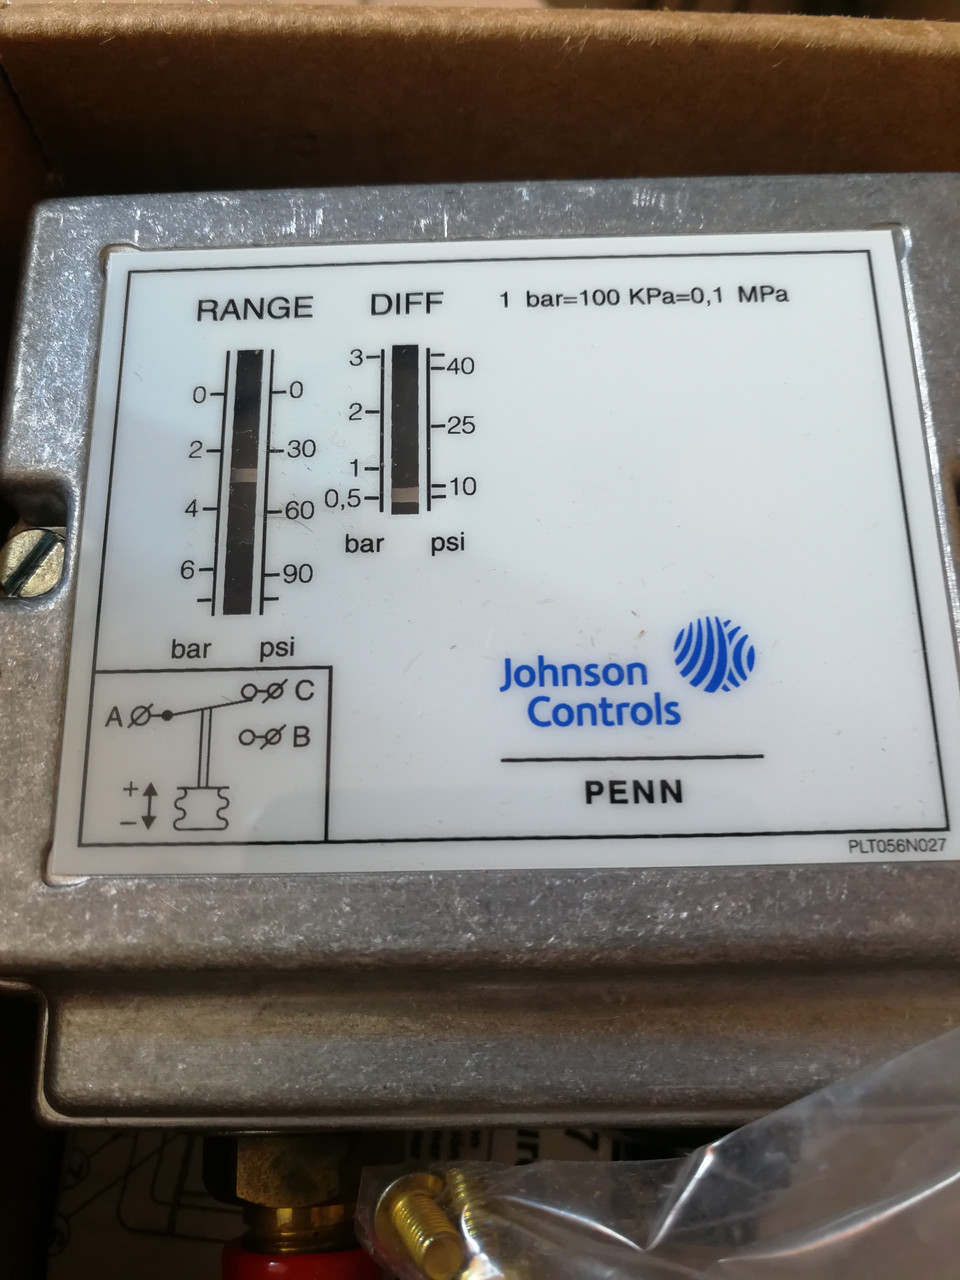 RANGE DIFF 1 bar=100 KPa=0,1 MPa
3 40
0 0
2 25
2 30
1
0,5 10
4 60
bar psi
6 90
bar psi
A C
B
+
−
Johnson
Controls
PENN
PLT056N027